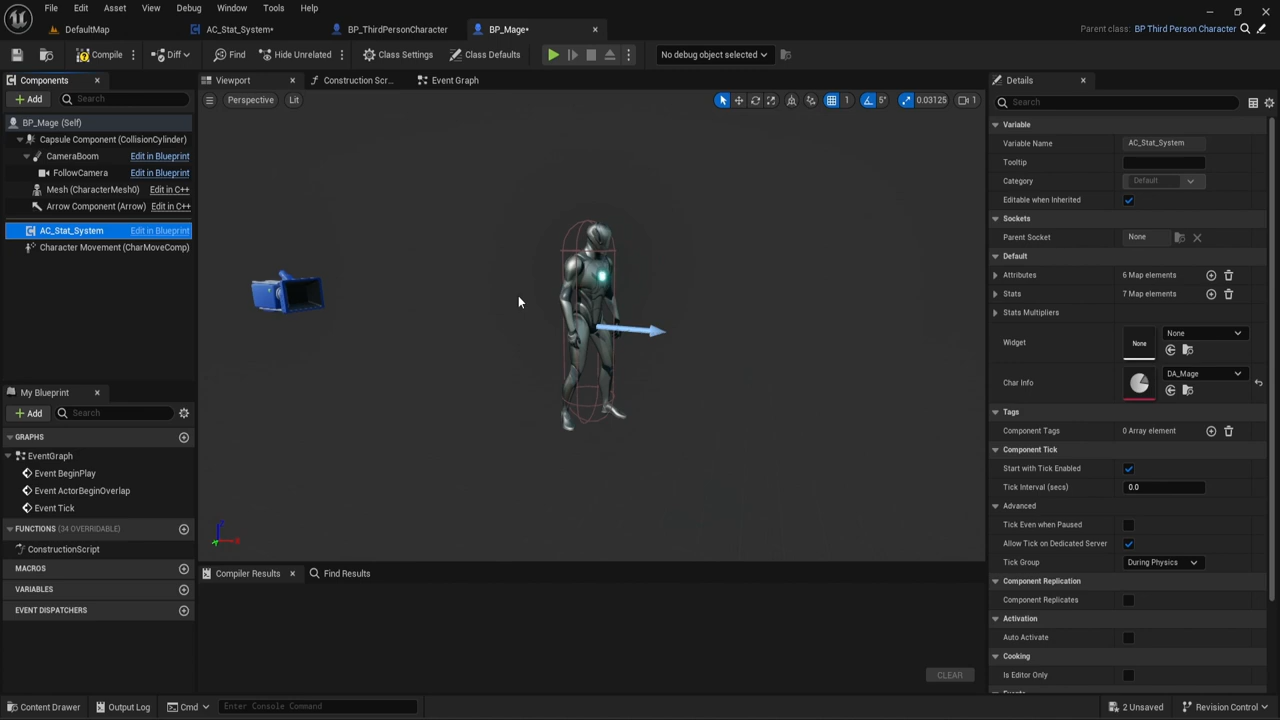 File Edit Asset View Debug Window Tools Help
DefaultMap AC_Stat_System* BP_ThirdPersonCharacter BP_Mage* Parent class: BP Third Person Character
Compile Diff Find Hide Unrelated Class Settings Class Defaults No debug object selected
Components
Add Search
BP_Mage (Self)
Capsule Component (CollisionCylinder)
CameraBoom Edit in Blueprint
FollowCamera Edit in Blueprint
Mesh (CharacterMesh0) Edit in C++
Arrow Component (Arrow) Edit in C++
AC_Stat_System Edit in Blueprint
Character Movement (CharMoveComp)
My Blueprint
Add Search
GRAPHS
EventGraph
Event BeginPlay
Event ActorBeginOverlap
Event Tick
FUNCTIONS (34 OVERRIDABLE)
ConstructionScript
MACROS
VARIABLES
EVENT DISPATCHERS
Viewport Construction Scr... Event Graph
Perspective Lit 1 5° 0.03125 1
Compiler Results Find Results
CLEAR
Details
Search
Variable
Variable Name AC_Stat_System
Tooltip
Category Default
Editable when Inherited
Sockets
Parent Socket None
Default
Attributes 6 Map elements
Stats 7 Map elements
Stats Multipliers
Widget None None
Char Info DA_Mage
Tags
Component Tags 0 Array element
Component Tick
Start with Tick Enabled
Tick Interval (secs) 0.0
Advanced
Tick Even when Paused
Allow Tick on Dedicated Server
Tick Group During Physics
Component Replication
Component Replicates
Activation
Auto Activate
Cooking
Is Editor Only
Content Drawer Output Log Cmd Enter Console Command 2 Unsaved Revision Control